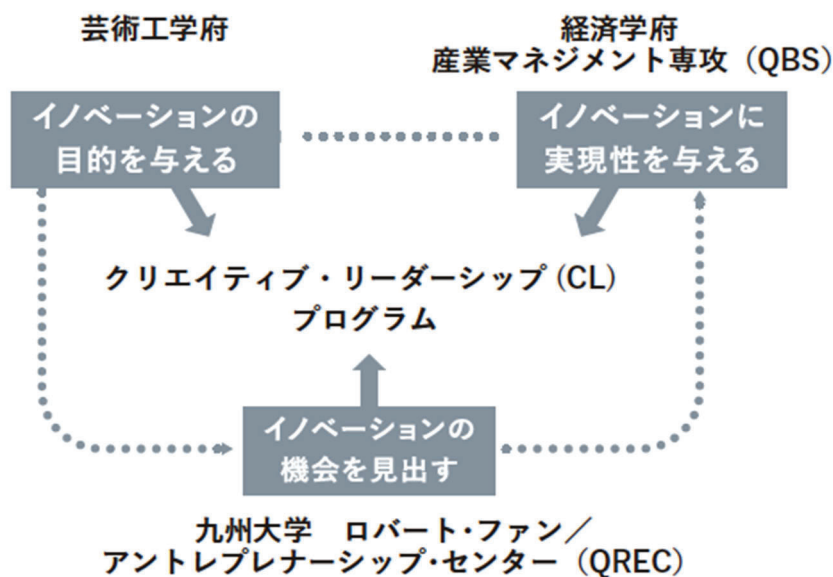 芸術工学府
経済学府
産業マネジメント専攻（QBS）
イノベーションの
目的を与える
イノベーションに
実現性を与える
クリエイティブ・リーダーシップ (CL)
プログラム
イノベーションの
機会を見出す
九州大学　ロバート・ファン／
アントレプレナーシップ・センター（QREC）